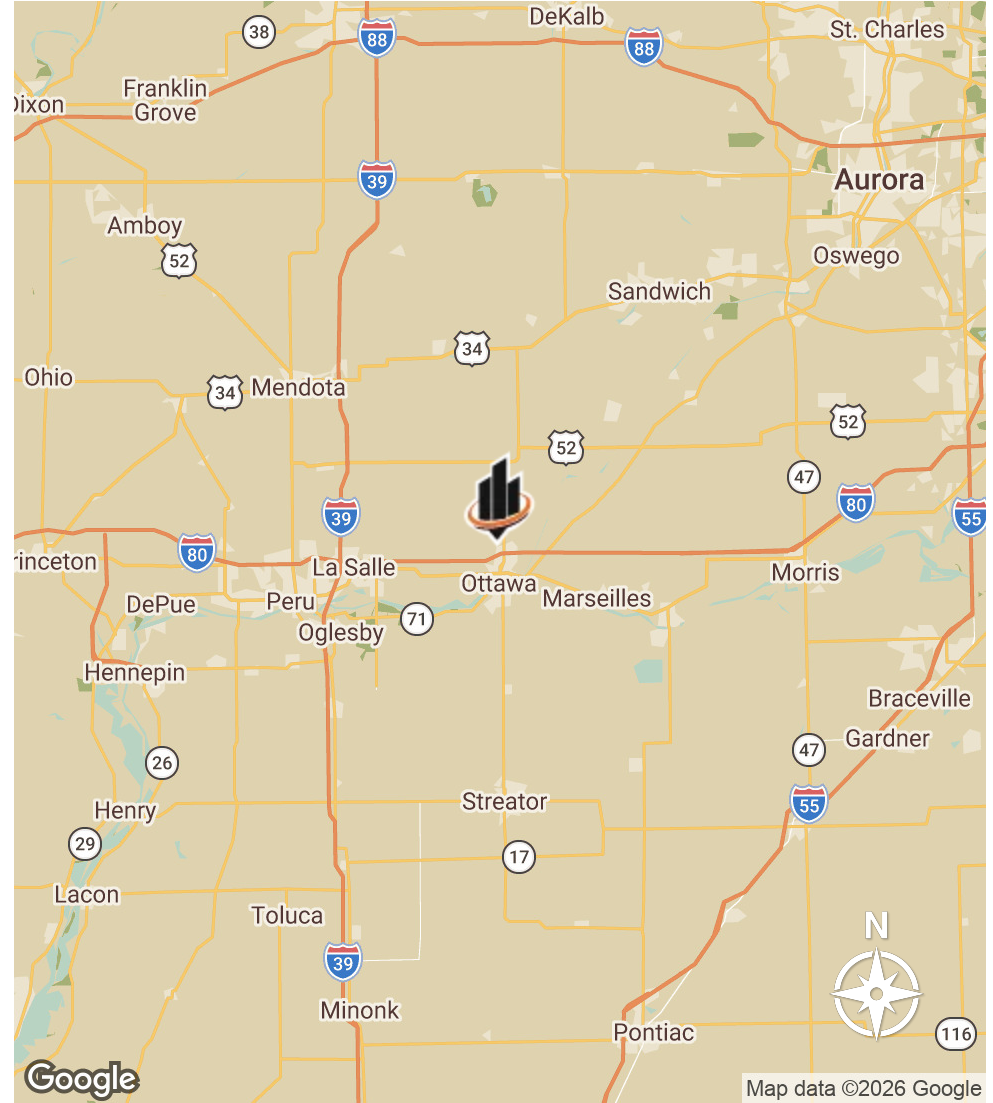 DeKalb
38
88
88
St. Charles
Franklin
Grove
Dixon
39
Aurora
Amboy
52
Oswego
Sandwich
34
Ohio
34
Mendota
52
52
47
80
39
55
80
rinceton
La Salle
Ottawa
Morris
DePue
Peru
Marseilles
71
Oglesby
Hennepin
Braceville
47
Gardner
26
Henry
Streator
55
29
17
Lacon
Toluca
N
39
Minonk
Pontiac
116
Google
Map data ©2026 Google